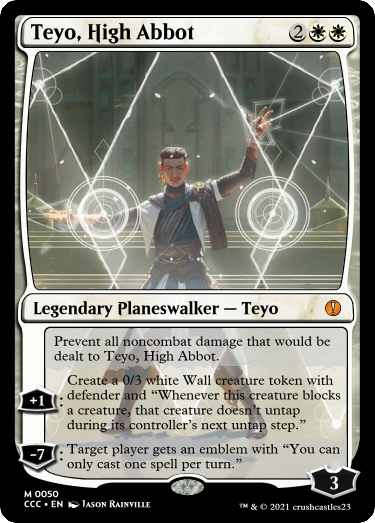 Teyo, High Abbot 2
Legendary Planeswalker — Teyo
Prevent all noncombat damage that would be
dealt to Teyo, High Abbot.
+1: Create a 0/3 white Wall creature token with
defender and “Whenever this creature blocks
a creature, that creature doesn’t untap
during its controller’s next untap step.”
-7: Target player gets an emblem with “You can
only cast one spell per turn.”
3
M 0050
CCC • EN Jason Rainville
™ & © 2021 crushcastles23